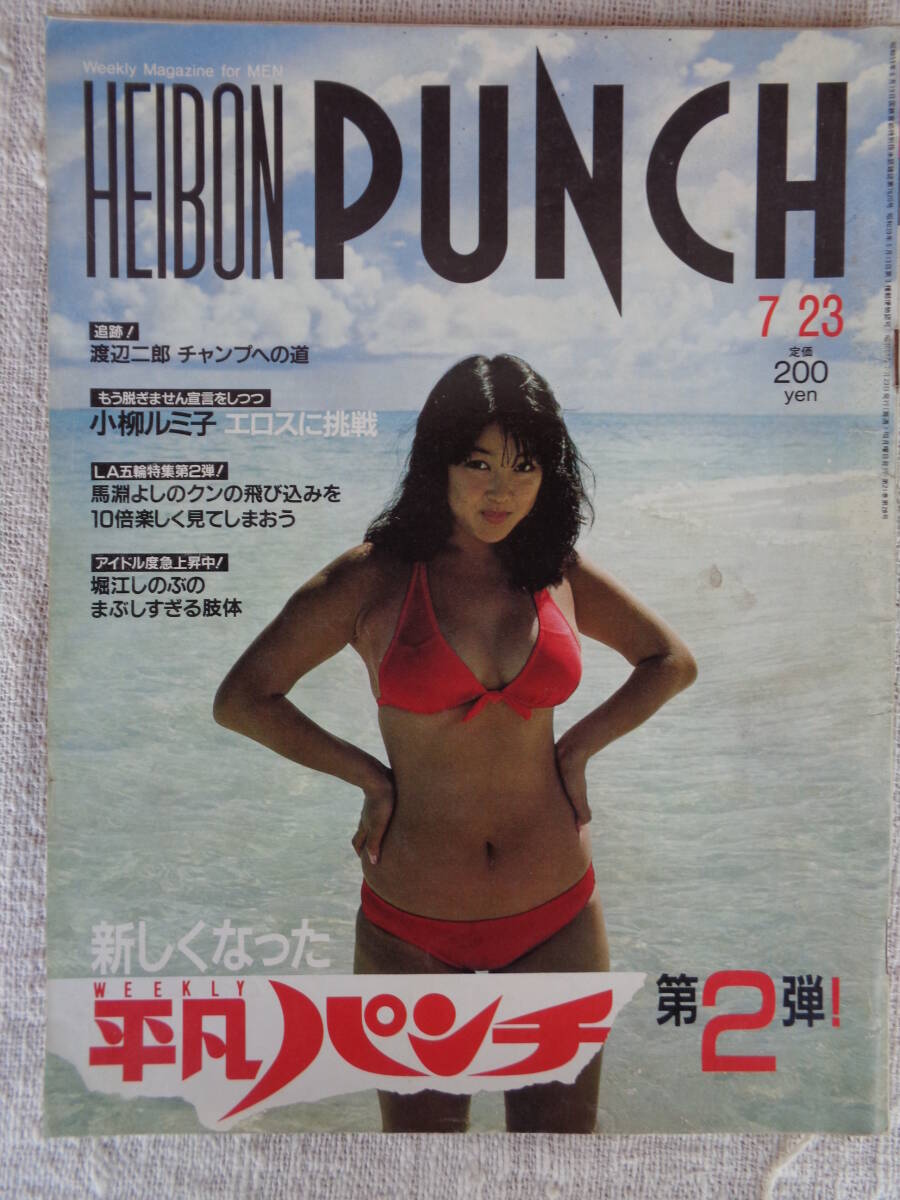 Weekly Magazine for MEN
HEIBON PUNCH
7 23
定価
200
yen
追跡!
渡辺二郎 チャンプへの道
もう脱ぎません宣言をしつつ
小柳ルミ子 エロスに挑戦
LA五輪特集第2弾!
馬淵よしのクンの飛び込みを
10倍楽しく見てしまおう
アイドル度急上昇中!
堀江しのぶの
まぶしすぎる肢体
新しくなった
WEEKLY
平凡パンチ
第2弾!